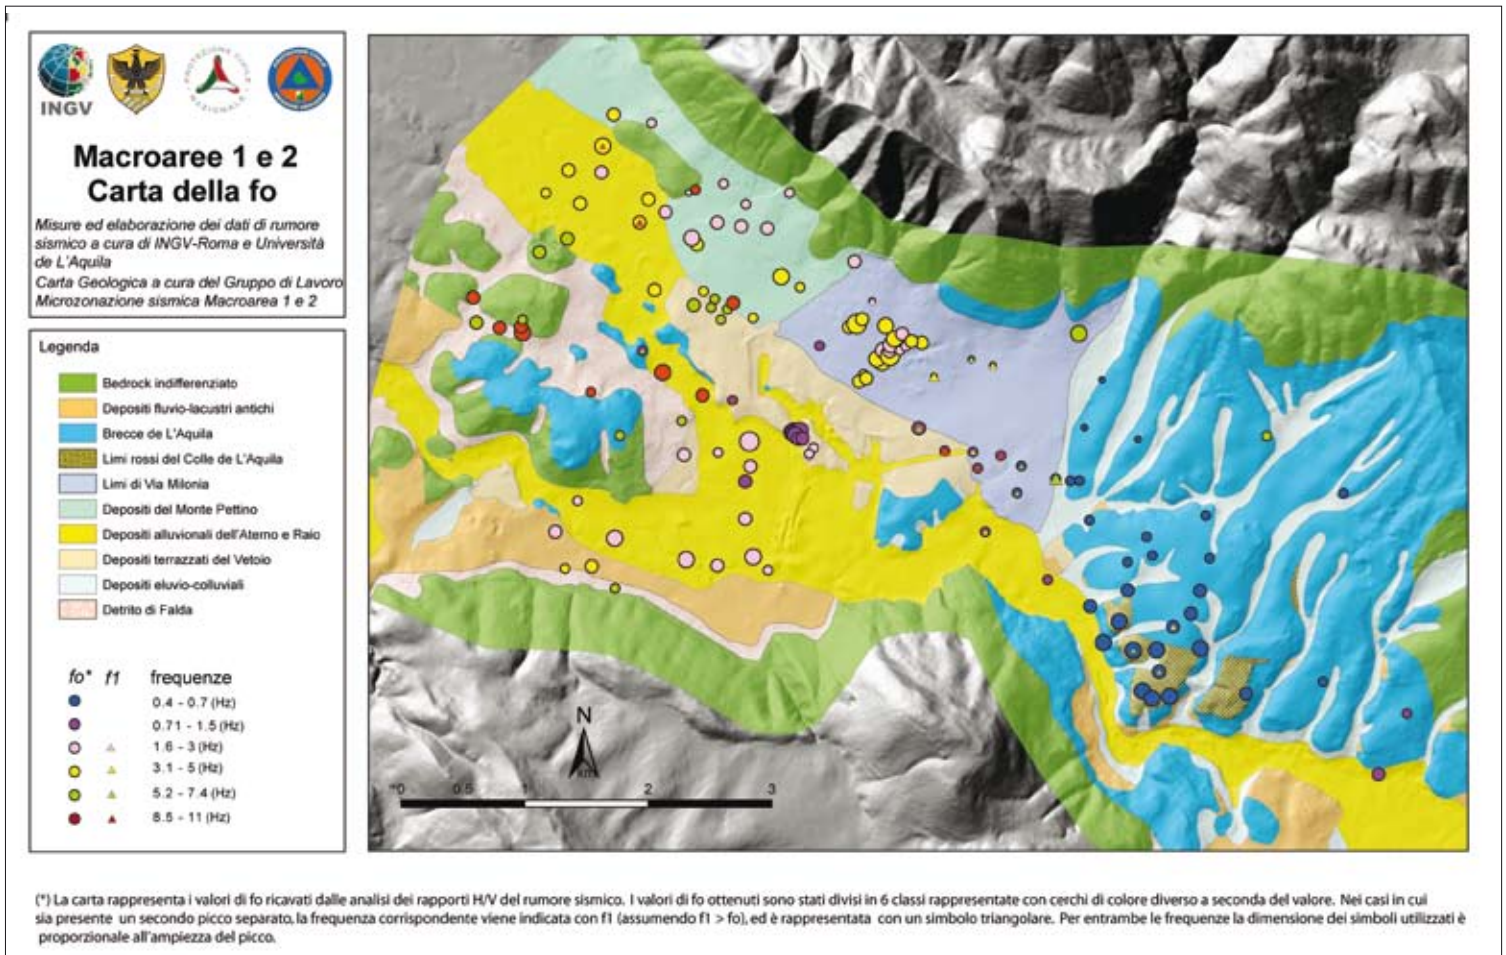 INGV
PROTEZIONE CIVILE
NAZIONALE
Macroaree 1 e 2
Carta della fo
Misure ed elaborazione dei dati di rumore
sismico a cura di INGV-Roma e Università
de L'Aquila
Carta Geologica a cura del Gruppo di Lavoro
Microzonazione sismica Macroarea 1 e 2
Legenda
Bedrock indifferenziato
Depositi fluvio-lacustri antichi
Brecce de L'Aquila
Limi rossi del Colle de L'Aquila
Limi di Via Milonia
Depositi del Monte Pettino
Depositi alluvionali dell'Aterno e Raio
Depositi terrazzati del Vetoio
Depositi eluvio-colluviali
Detrito di Falda
fo* f1 frequenze
0.4 - 0.7 (Hz)
0.71 - 1.5 (Hz)
1.6 - 3 (Hz)
3.1 - 5 (Hz)
5.2 - 7.4 (Hz)
8.5 - 11 (Hz)
N
km
0 0.5 1 2 3
(*) La carta rappresenta i valori di fo ricavati dalle analisi dei rapporti H/V del rumore sismico. I valori di fo ottenuti sono stati divisi in 6 classi rappresentate con cerchi di colore diverso a seconda del valore. Nei casi in cui
sia presente un secondo picco separato, la frequenza corrispondente viene indicata con f1 (assumendo f1 > fo), ed è rappresentata con un simbolo triangolare. Per entrambe le frequenze la dimensione dei simboli utilizzati è
proporzionale all'ampiezza del picco.